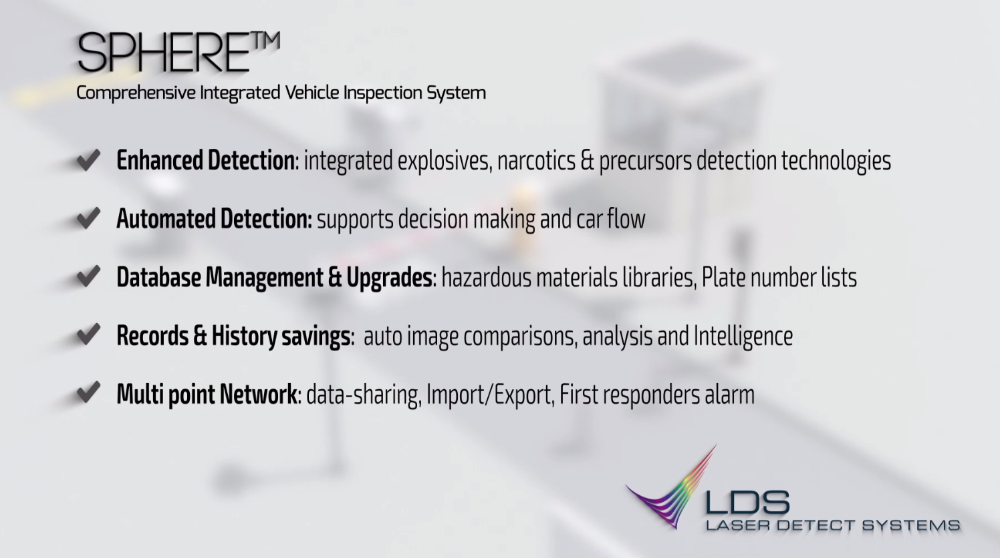 SPHERE™
Comprehensive Integrated Vehicle Inspection System
Enhanced Detection: integrated explosives, narcotics & precursors detection technologies
Automated Detection: supports decision making and car flow
Database Management & Upgrades: hazardous materials libraries, Plate number lists
Records & History savings: auto image comparisons, analysis and Intelligence
Multi point Network: data-sharing, Import/Export, First responders alarm
LDS
LASER DETECT SYSTEMS